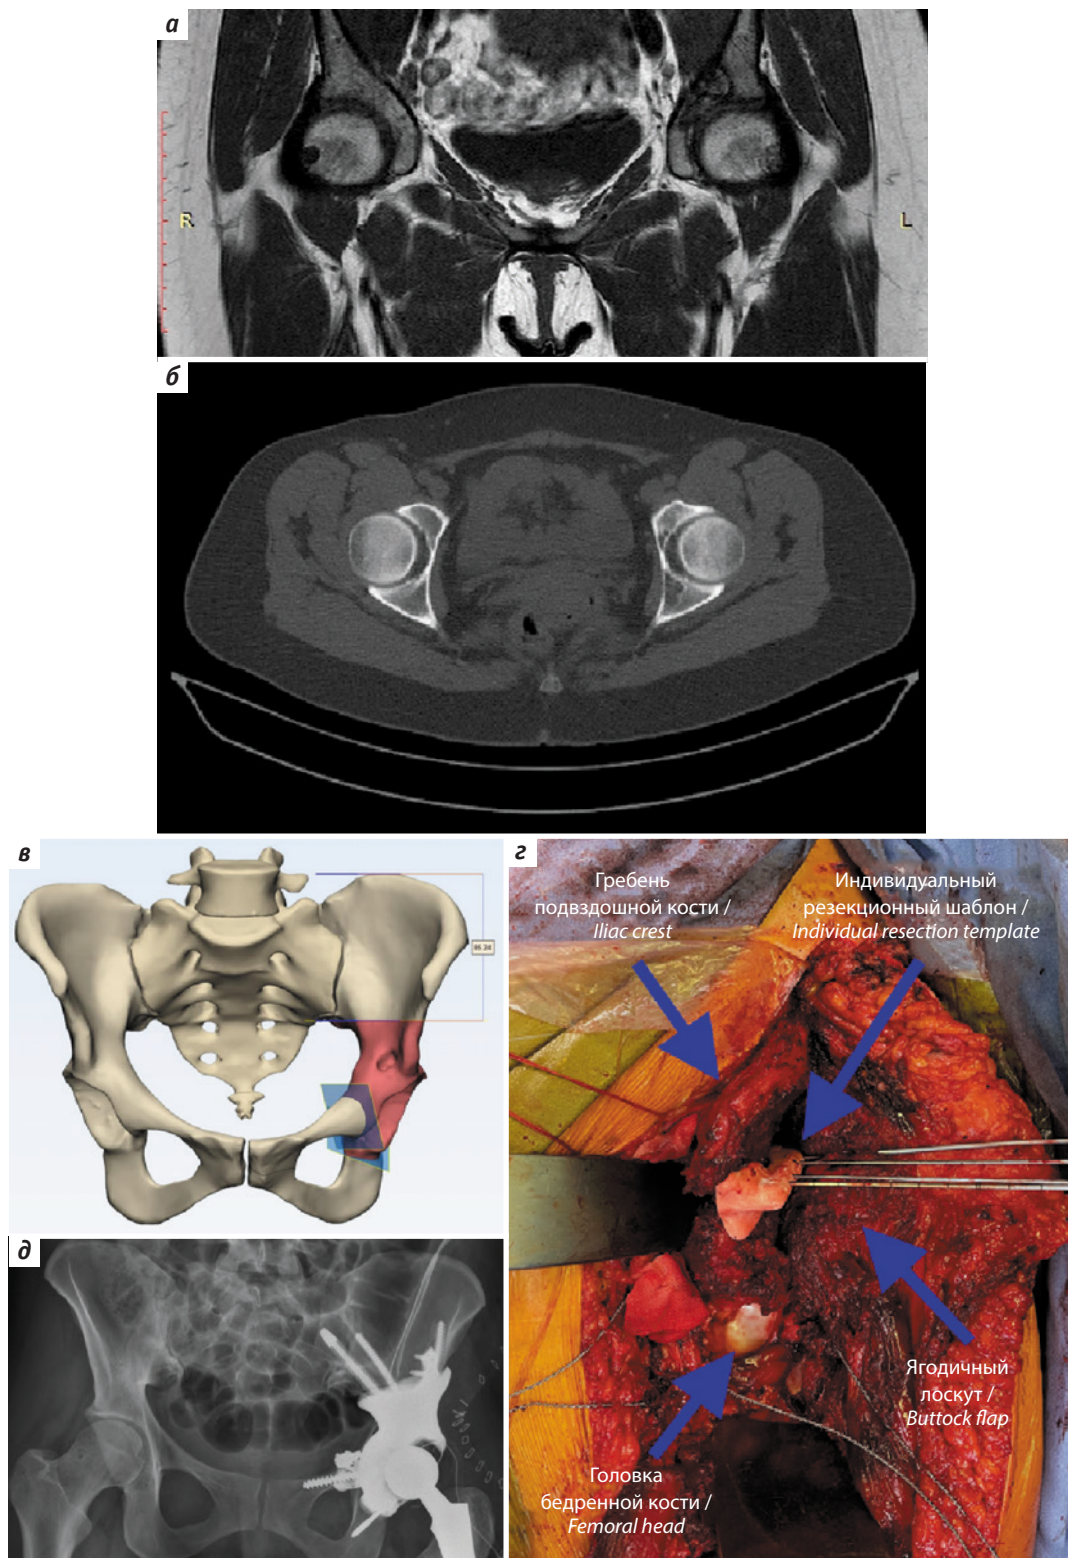 а
R
L
б
в
85.24
г
Гребень
подвздошной кости /
Iliac crest
Индивидуальный
резекционный шаблон /
Individual resection template
Ягодичный
лоскут /
Buttock flap
Головка
бедренной кости /
Femoral head
д